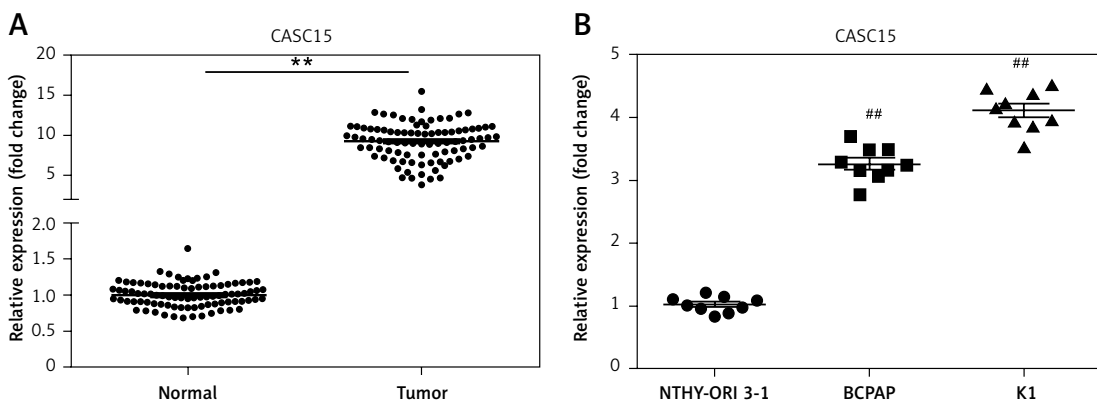 A
CASC15
Relative expression (fold change)
20
15
10
5
2.0
1.5
1.0
0.5
0
**
Normal
Tumor
B
CASC15
Relative expression (fold change)
5
4
3
2
1
0
##
##
NTHY-ORI 3-1
BCPAP
K1